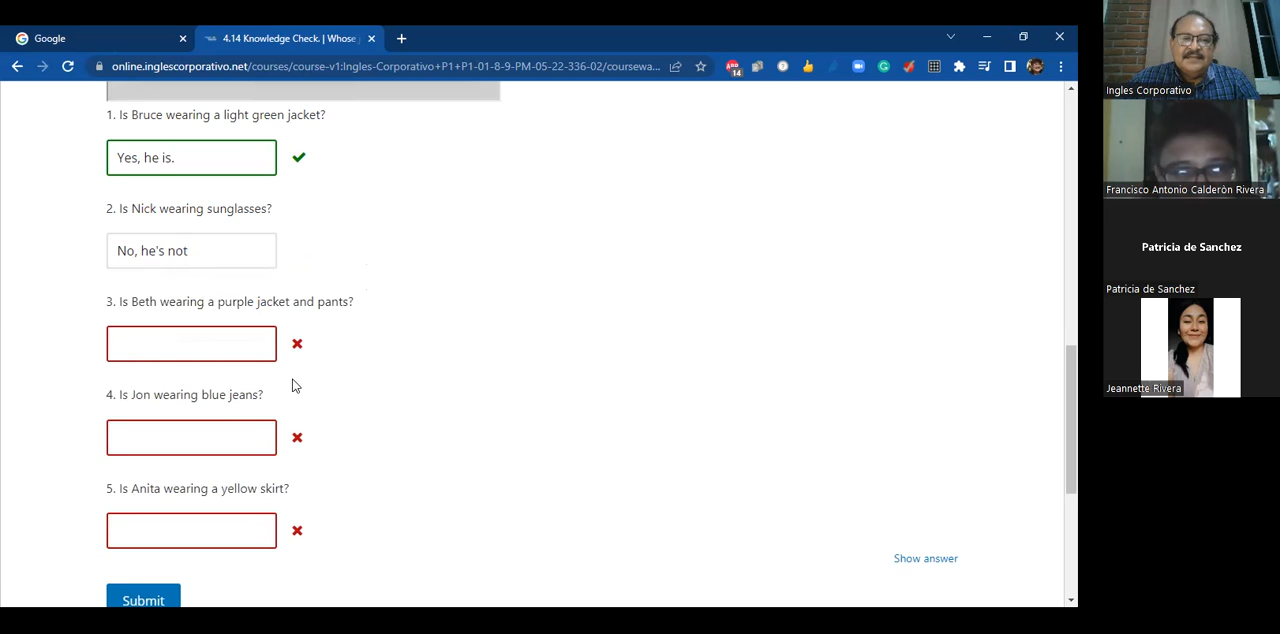 Google
4.14 Knowledge Check. | Whose
online.inglescorporativo.net/courses/course-v1:Ingles-Corporativo+P1+P1-01-8-9-PM-05-22-336-02/coursewa...
14
1. Is Bruce wearing a light green jacket?
Yes, he is.
2. Is Nick wearing sunglasses?
No, he's not
3. Is Beth wearing a purple jacket and pants?
4. Is Jon wearing blue jeans?
5. Is Anita wearing a yellow skirt?
Show answer
Submit
Ingles Corporativo
Francisco Antonio Calderòn Rivera
Patricia de Sanchez
Patricia de Sanchez
Jeannette Rivera